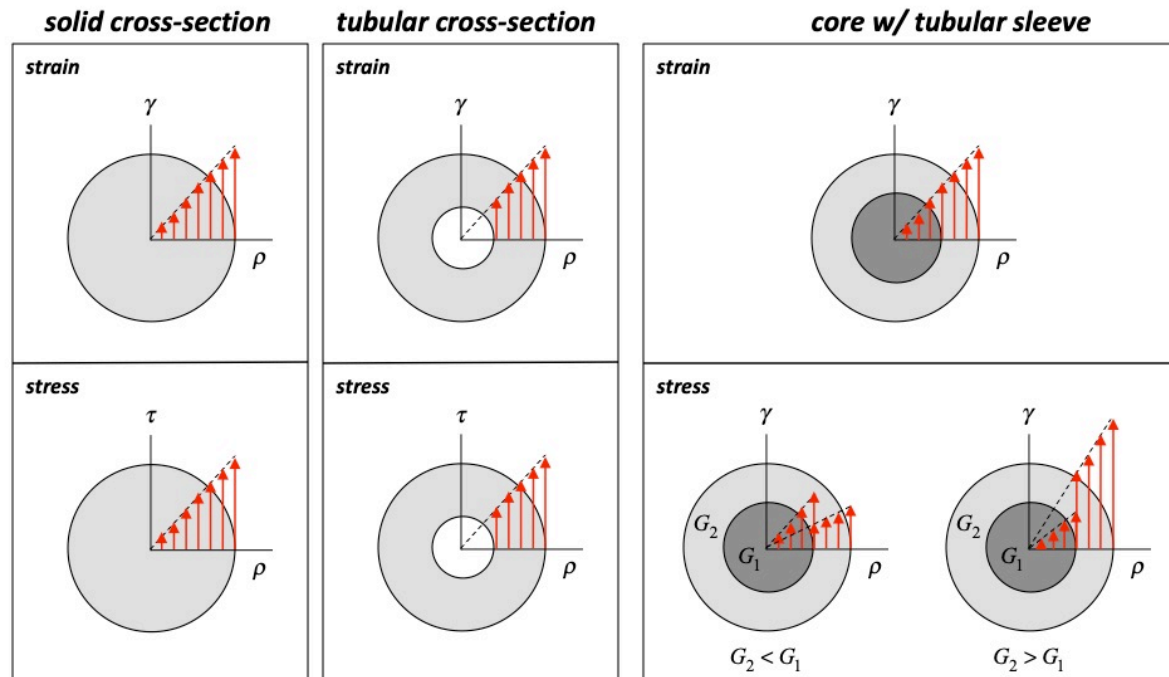 solid cross-section
tubular cross-section
core w/ tubular sleeve
strain
γ
ρ
strain
γ
ρ
strain
γ
ρ
stress
τ
ρ
stress
τ
ρ
stress
γ
G₂
G₁
ρ
G₂ < G₁
γ
G₂
G₁
ρ
G₂ > G₁